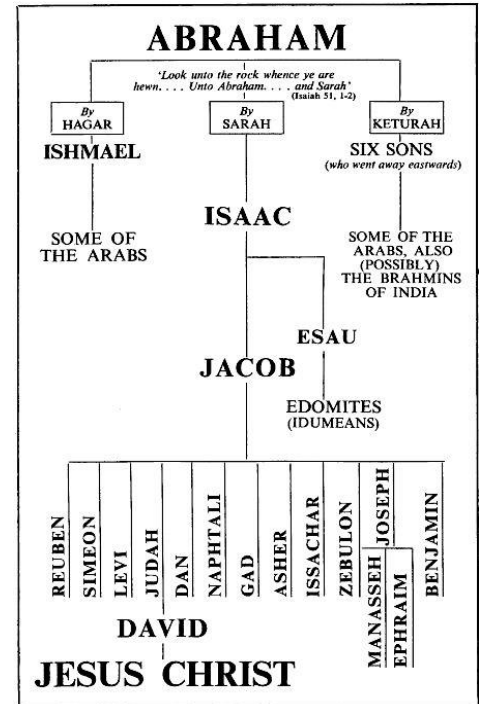 ABRAHAM
'Look unto the rock whence ye are
hewn. . . . Unto Abraham. . . . and Sarah'
(Isaiah 51, 1-2)
By
HAGAR
By
SARAH
By
KETURAH
ISHMAEL
SIX SONS
(who went away eastwards)
ISAAC
SOME OF
THE ARABS
SOME OF THE
ARABS, ALSO
(POSSIBLY)
THE BRAHMINS
OF INDIA
ESAU
JACOB
EDOMITES
(IDUMEANS)
REUBEN
SIMEON
LEVI
JUDAH
DAN
NAPHTALI
GAD
ASHER
ISSACHAR
ZEBULON
JOSEPH
MANASSEH
EPHRAIM
BENJAMIN
DAVID
JESUS CHRIST